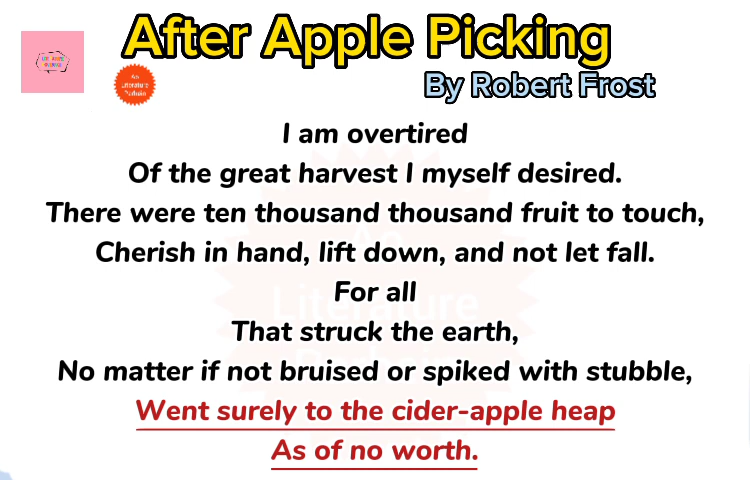 After Apple Picking
By Robert Frost
An
Literature
I am overtired
Of the great harvest I myself desired.
There were ten thousand thousand fruit to touch,
Cherish in hand, lift down, and not let fall.
For all
That struck the earth,
No matter if not bruised or spiked with stubble,
Went surely to the cider-apple heap
As of no worth.